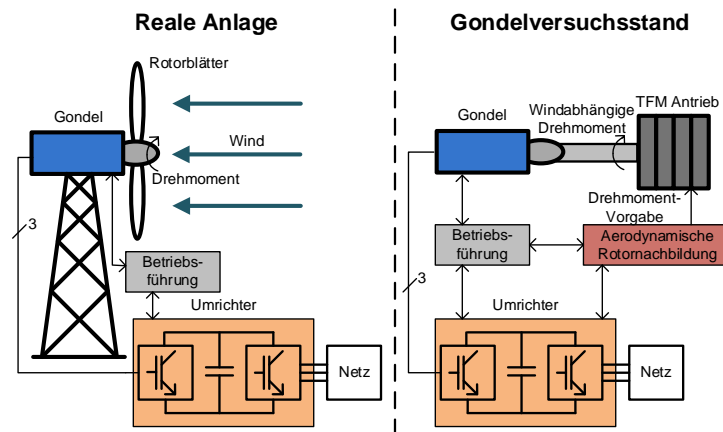 Reale Anlage
Rotorblätter
Gondel
Wind
Drehmoment
3
Betriebs-
führung
Umrichter
Netz
Gondelversuchsstand
TFM Antrieb
Gondel
Windabhängige
Drehmoment
Drehmoment-
Vorgabe
Betriebs-
führung
Aerodynamische
Rotornachbildung
3
Umrichter
Netz